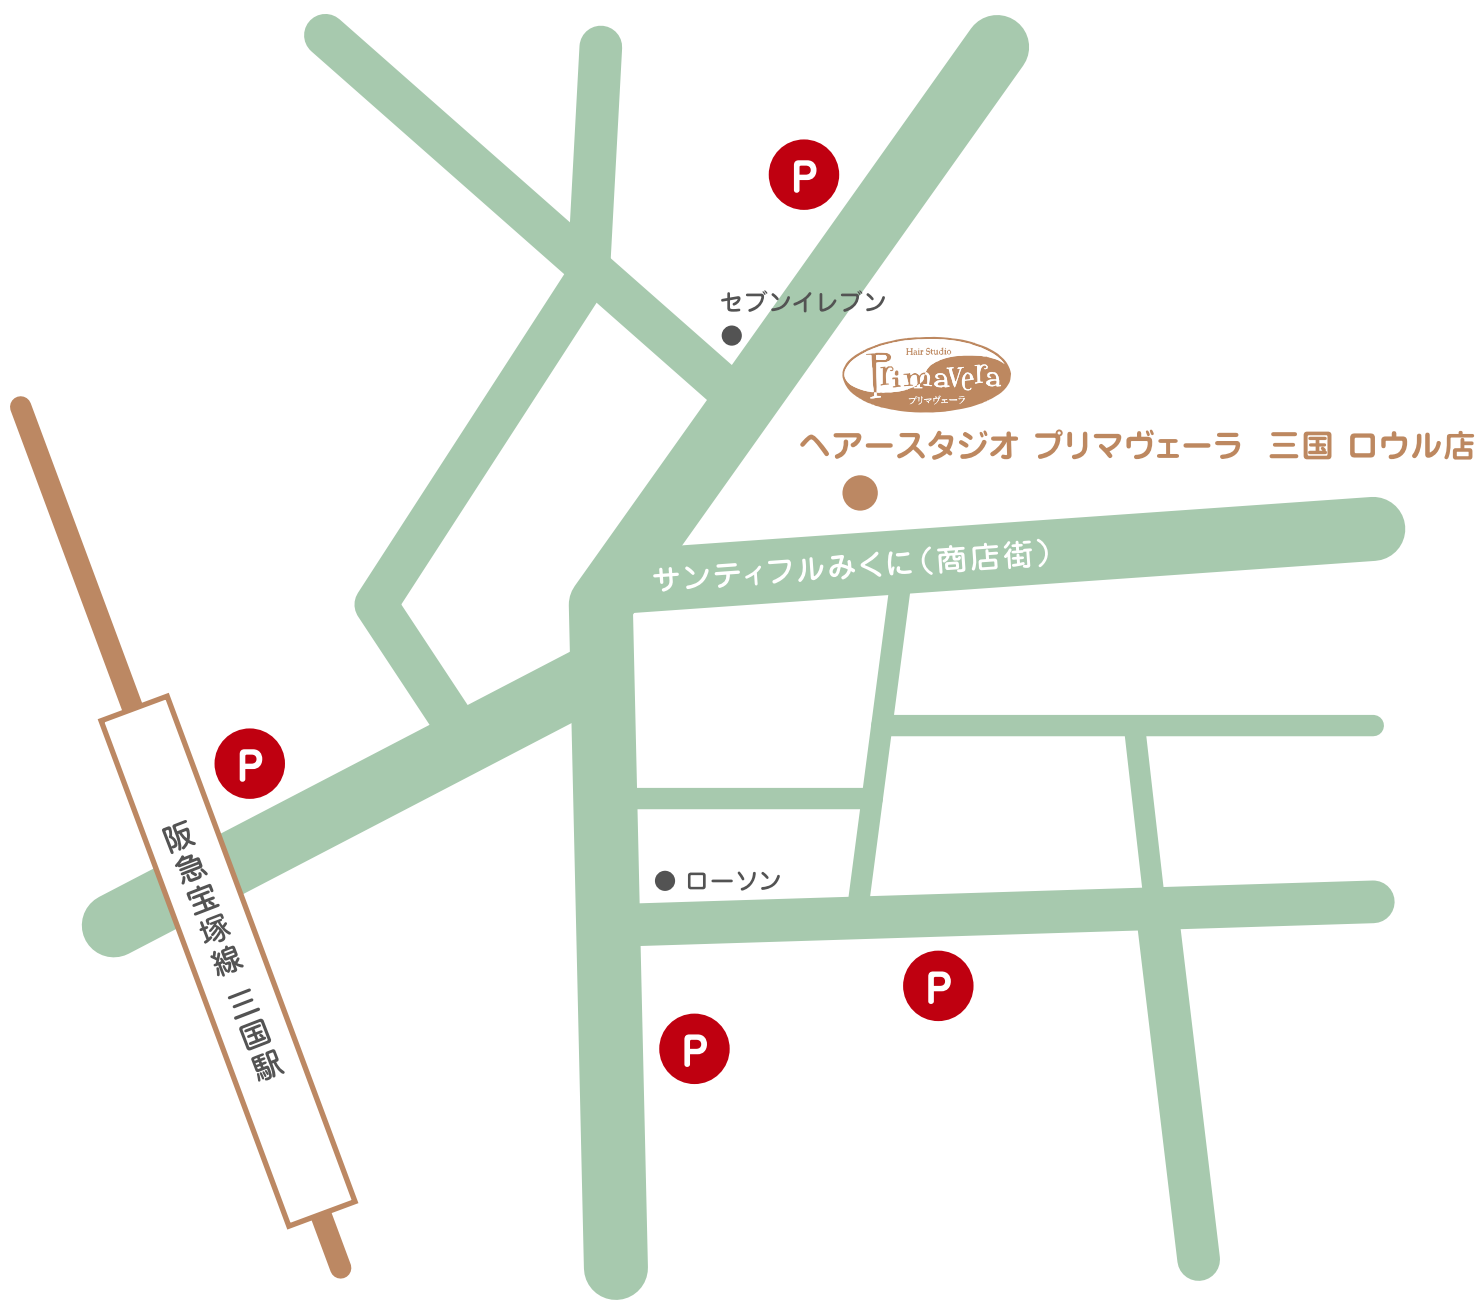 P
セブンイレブン
Hair Studio
Primavera
プリマヴェーラ
ヘアースタジオ プリマヴェーラ 三国 ロウル店
サンティフルみくに（商店街）
P
阪急宝塚線 三国駅
ローソン
P
P